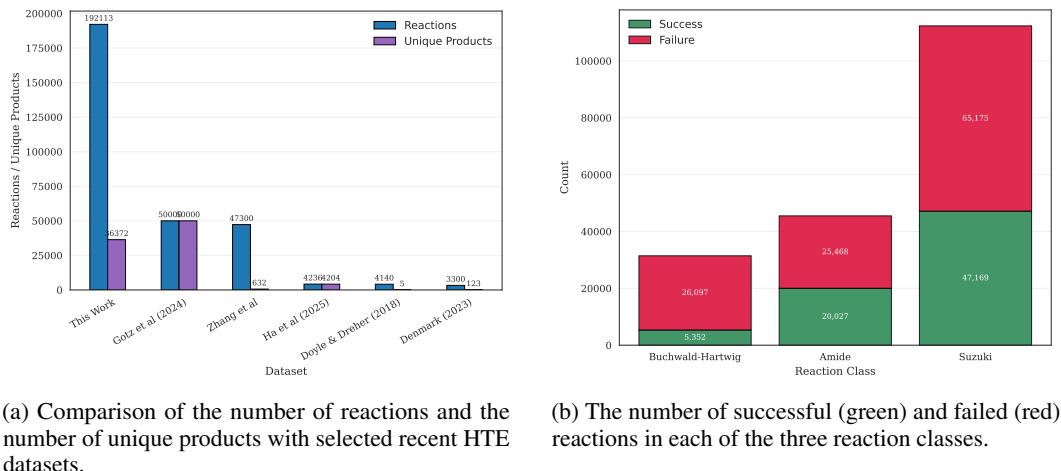 200000
175000
150000
125000
100000
75000
50000
25000
0
Reactions / Unique Products
Reactions
Unique Products
192113
36372
50000
50000
47300
632
4236
4204
4140
5
3300
123
This Work
Gotz et al (2024)
Zhang et al
Ha et al (2025)
Doyle & Dreher (2018)
Denmark (2023)
Dataset
(a) Comparison of the number of reactions and the
number of unique products with selected recent HTE
datasets.
Success
Failure
100000
80000
60000
40000
20000
0
Count
26,097
5,352
25,468
20,027
65,175
47,169
Buchwald-Hartwig
Amide
Suzuki
Reaction Class
(b) The number of successful (green) and failed (red)
reactions in each of the three reaction classes.